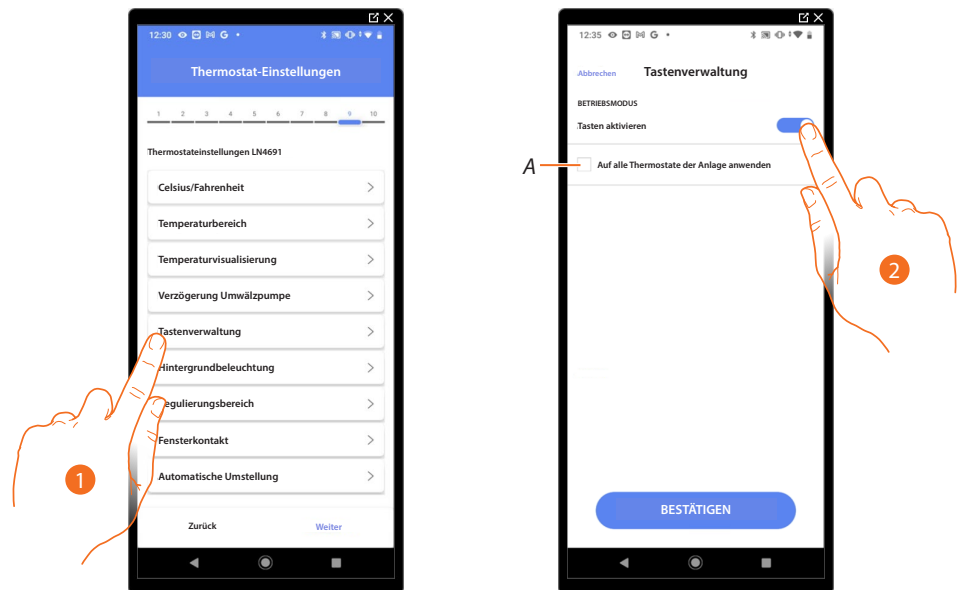 12:30 G
Thermostat-Einstellungen
1 2 3 4 5 6 7 8 9 10
Thermostateinstellungen LN4691
Celsius/Fahrenheit
Temperaturbereich
Temperaturvisualisierung
Verzögerung Umwälzpumpe
Tastenverwaltung
Hintergrundbeleuchtung
egulierungsbereich
Fensterkontakt
Automatische Umstellung
Zurück Weiter
1
12:35 G
Abbrechen Tastenverwaltung
BETRIEBSMODUS
Tasten aktivieren
A
Auf alle Thermostate der Anlage anwenden
2
BESTÄTIGEN